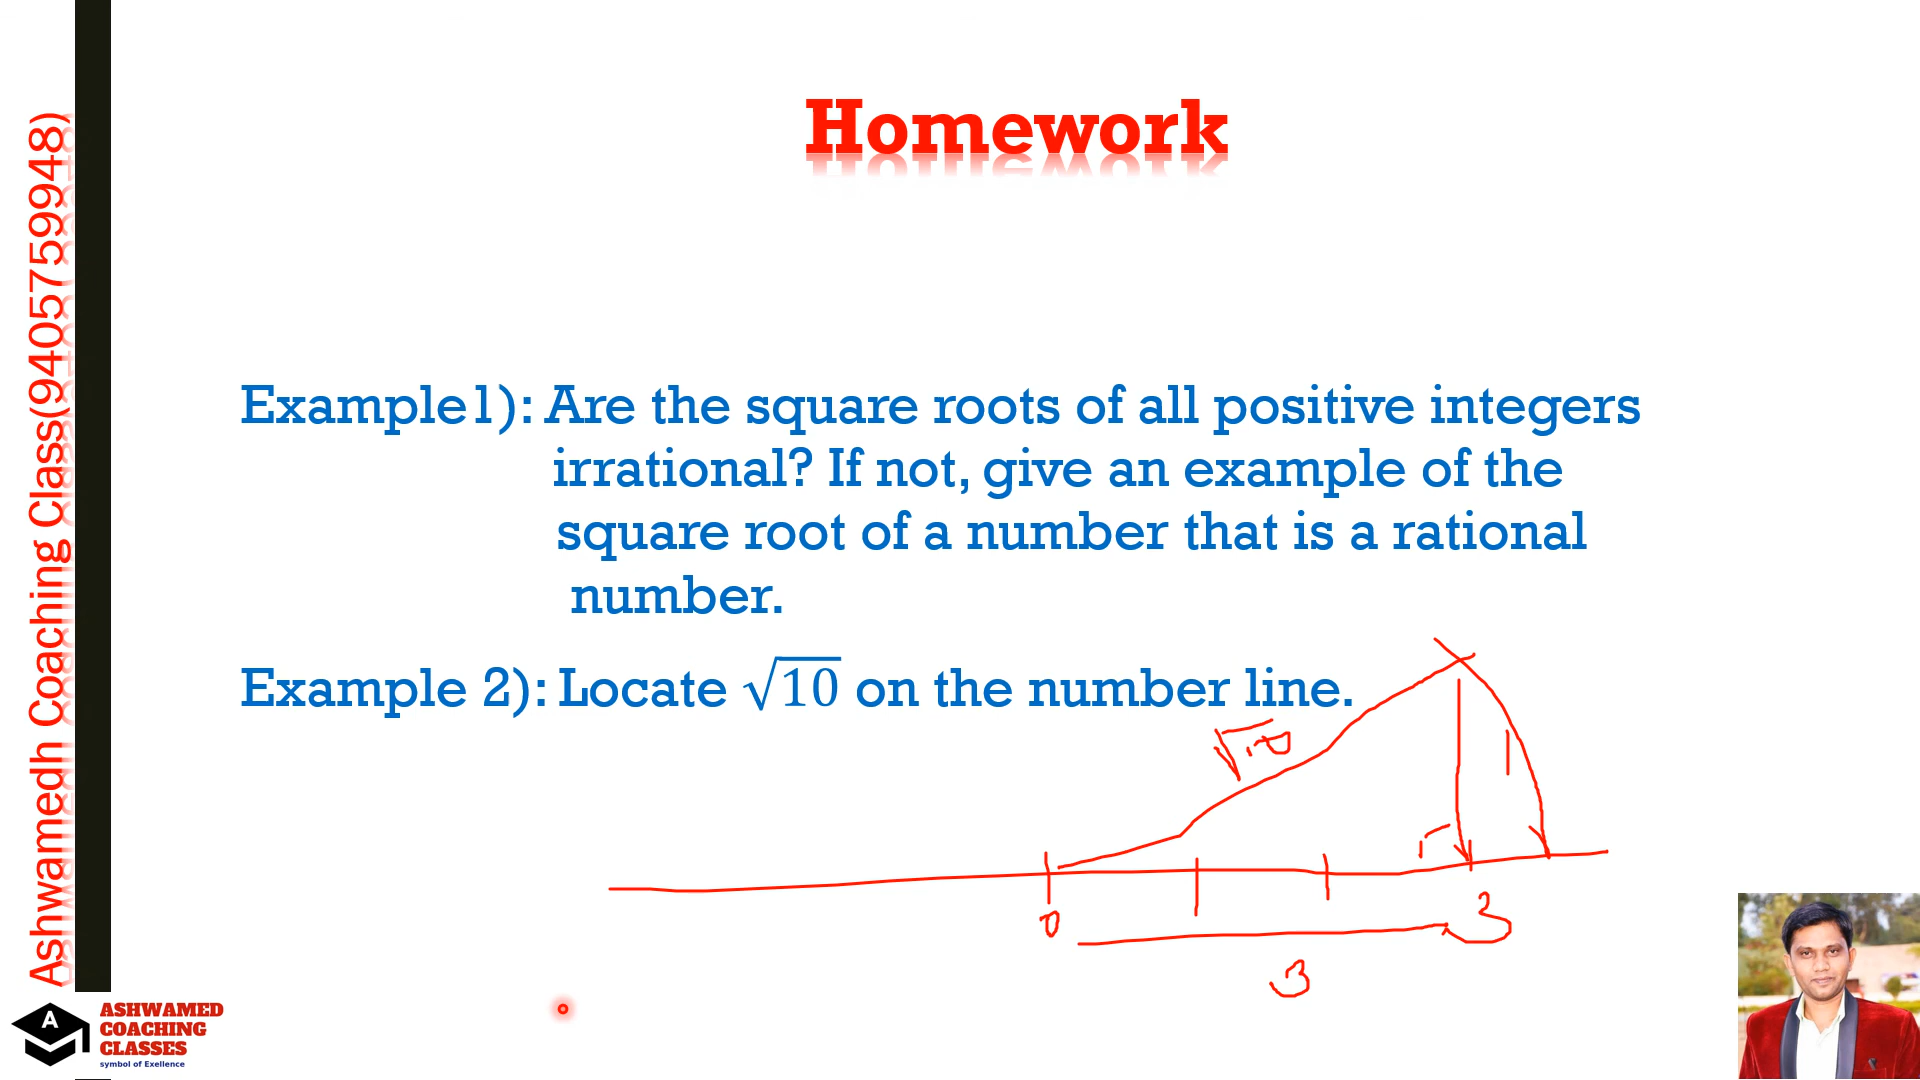 Homework
Example1): Are the square roots of all positive integers
irrational? If not, give an example of the
square root of a number that is a rational
number.
Example 2): Locate √10 on the number line.
√10
1
0
3
3
Ashwamedh Coaching Class(9405759948)
A
ASHWAMED
COACHING
CLASSES
symbol of Exellence